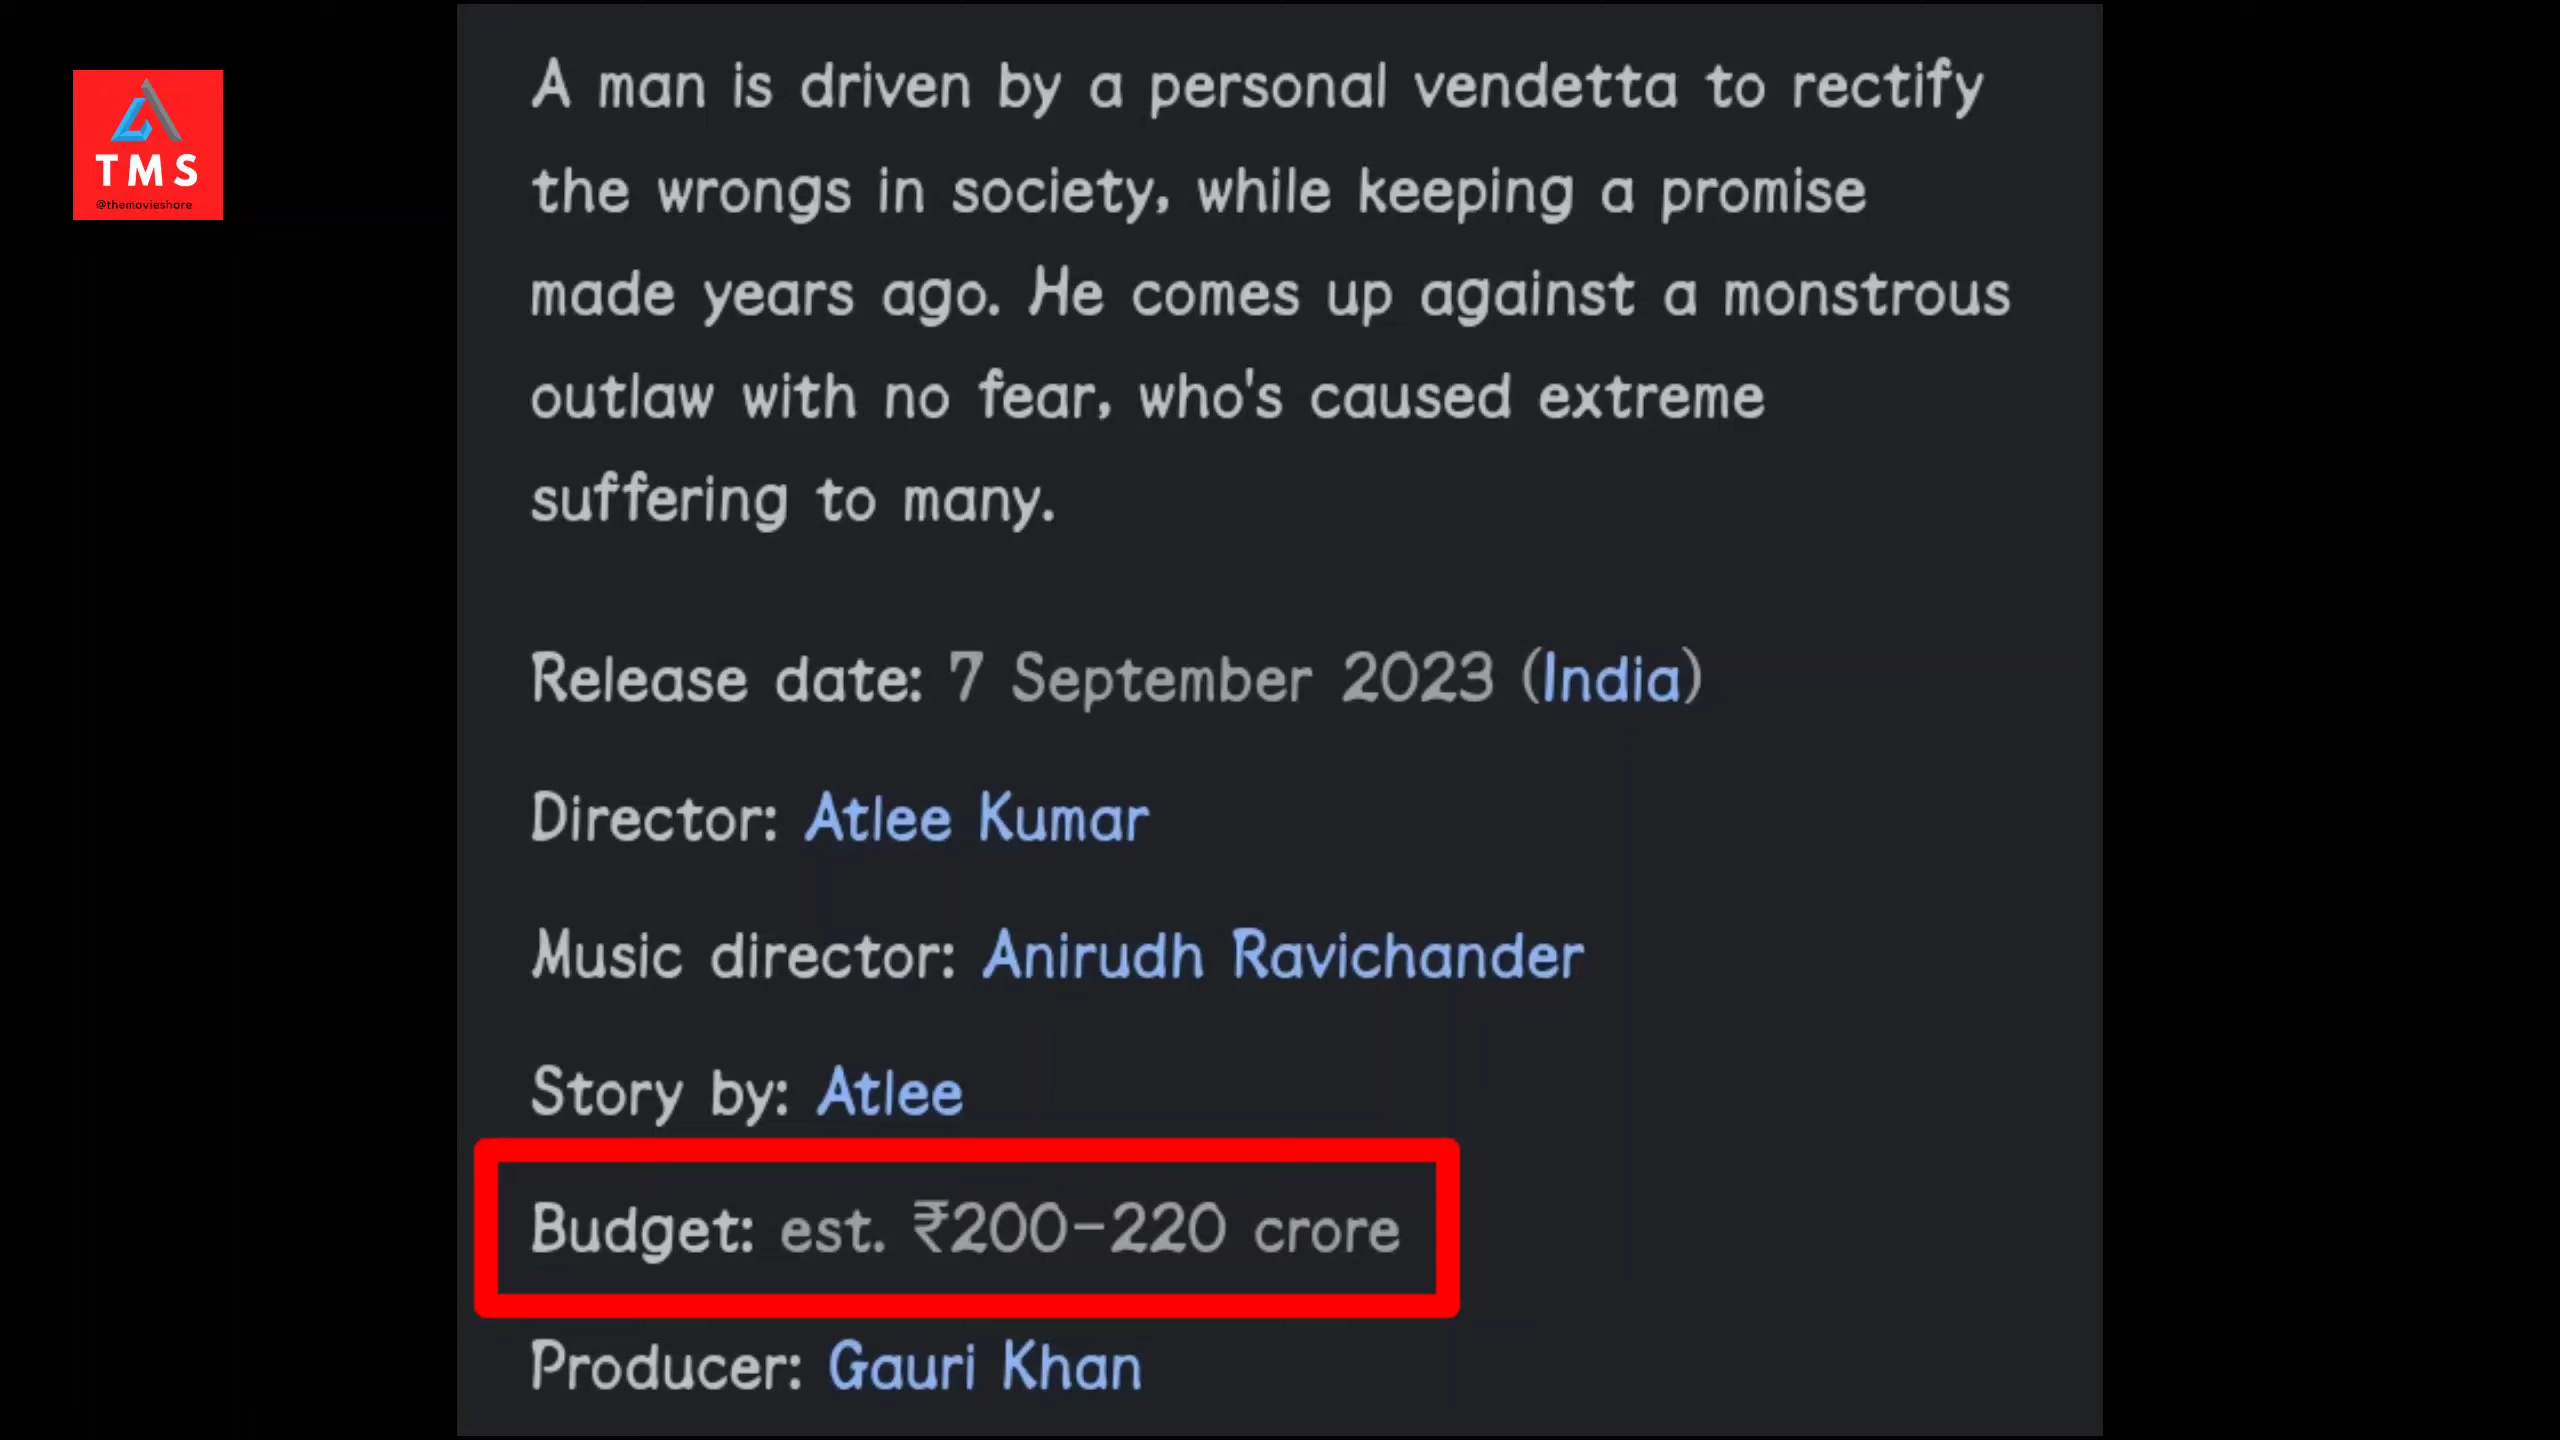 TMS
@themovieshare
A man is driven by a personal vendetta to rectify
the wrongs in society, while keeping a promise
made years ago. He comes up against a monstrous
outlaw with no fear, who's caused extreme
suffering to many.
Release date: 7 September 2023 (India)
Director: Atlee Kumar
Music director: Anirudh Ravichander
Story by: Atlee
Budget: est. ₹200-220 crore
Producer: Gauri Khan